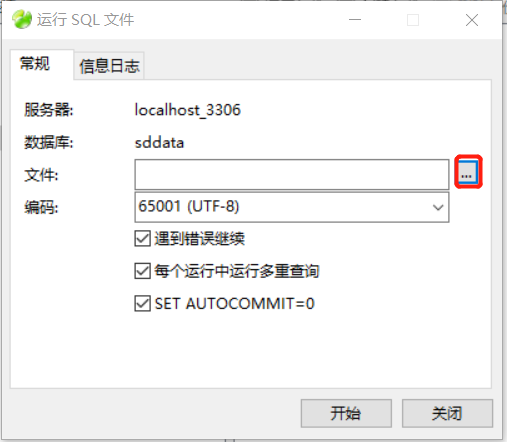 运行 SQL 文件
常规 信息日志
服务器: localhost_3306
数据库: sddata
文件: ...
编码: 65001 (UTF-8)
遇到错误继续
每个运行中运行多重查询
SET AUTOCOMMIT=0
开始 关闭